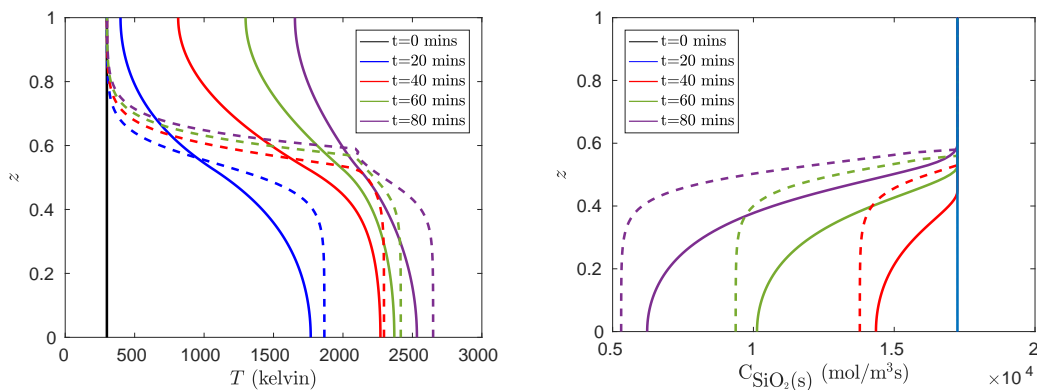 1
0.8
0.6
0.4
0.2
0
z
0 500 1000 1500 2000 2500 3000
T (kelvin)
t=0 mins
t=20 mins
t=40 mins
t=60 mins
t=80 mins
1
0.8
0.6
0.4
0.2
0
z
0.5 1 1.5 2
×10⁴
C_SiO₂(s) (mol/m³s)
t=0 mins
t=20 mins
t=40 mins
t=60 mins
t=80 mins